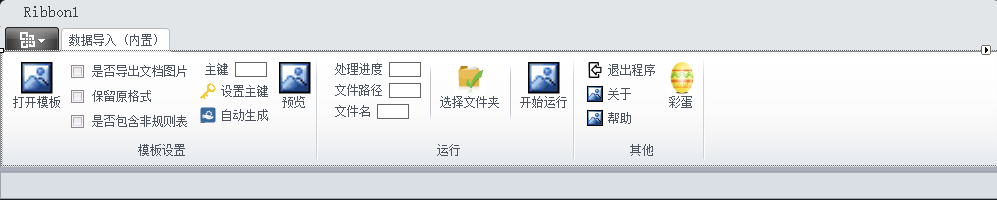 Ribbon1
数据导入（内置）
打开模板
是否导出文档图片
保留原格式
是否包含非规则表
主键
设置主键
自动生成
预览
模板设置
处理进度
文件路径
文件名
选择文件夹
开始运行
运行
退出程序
关于
帮助
彩蛋
其他